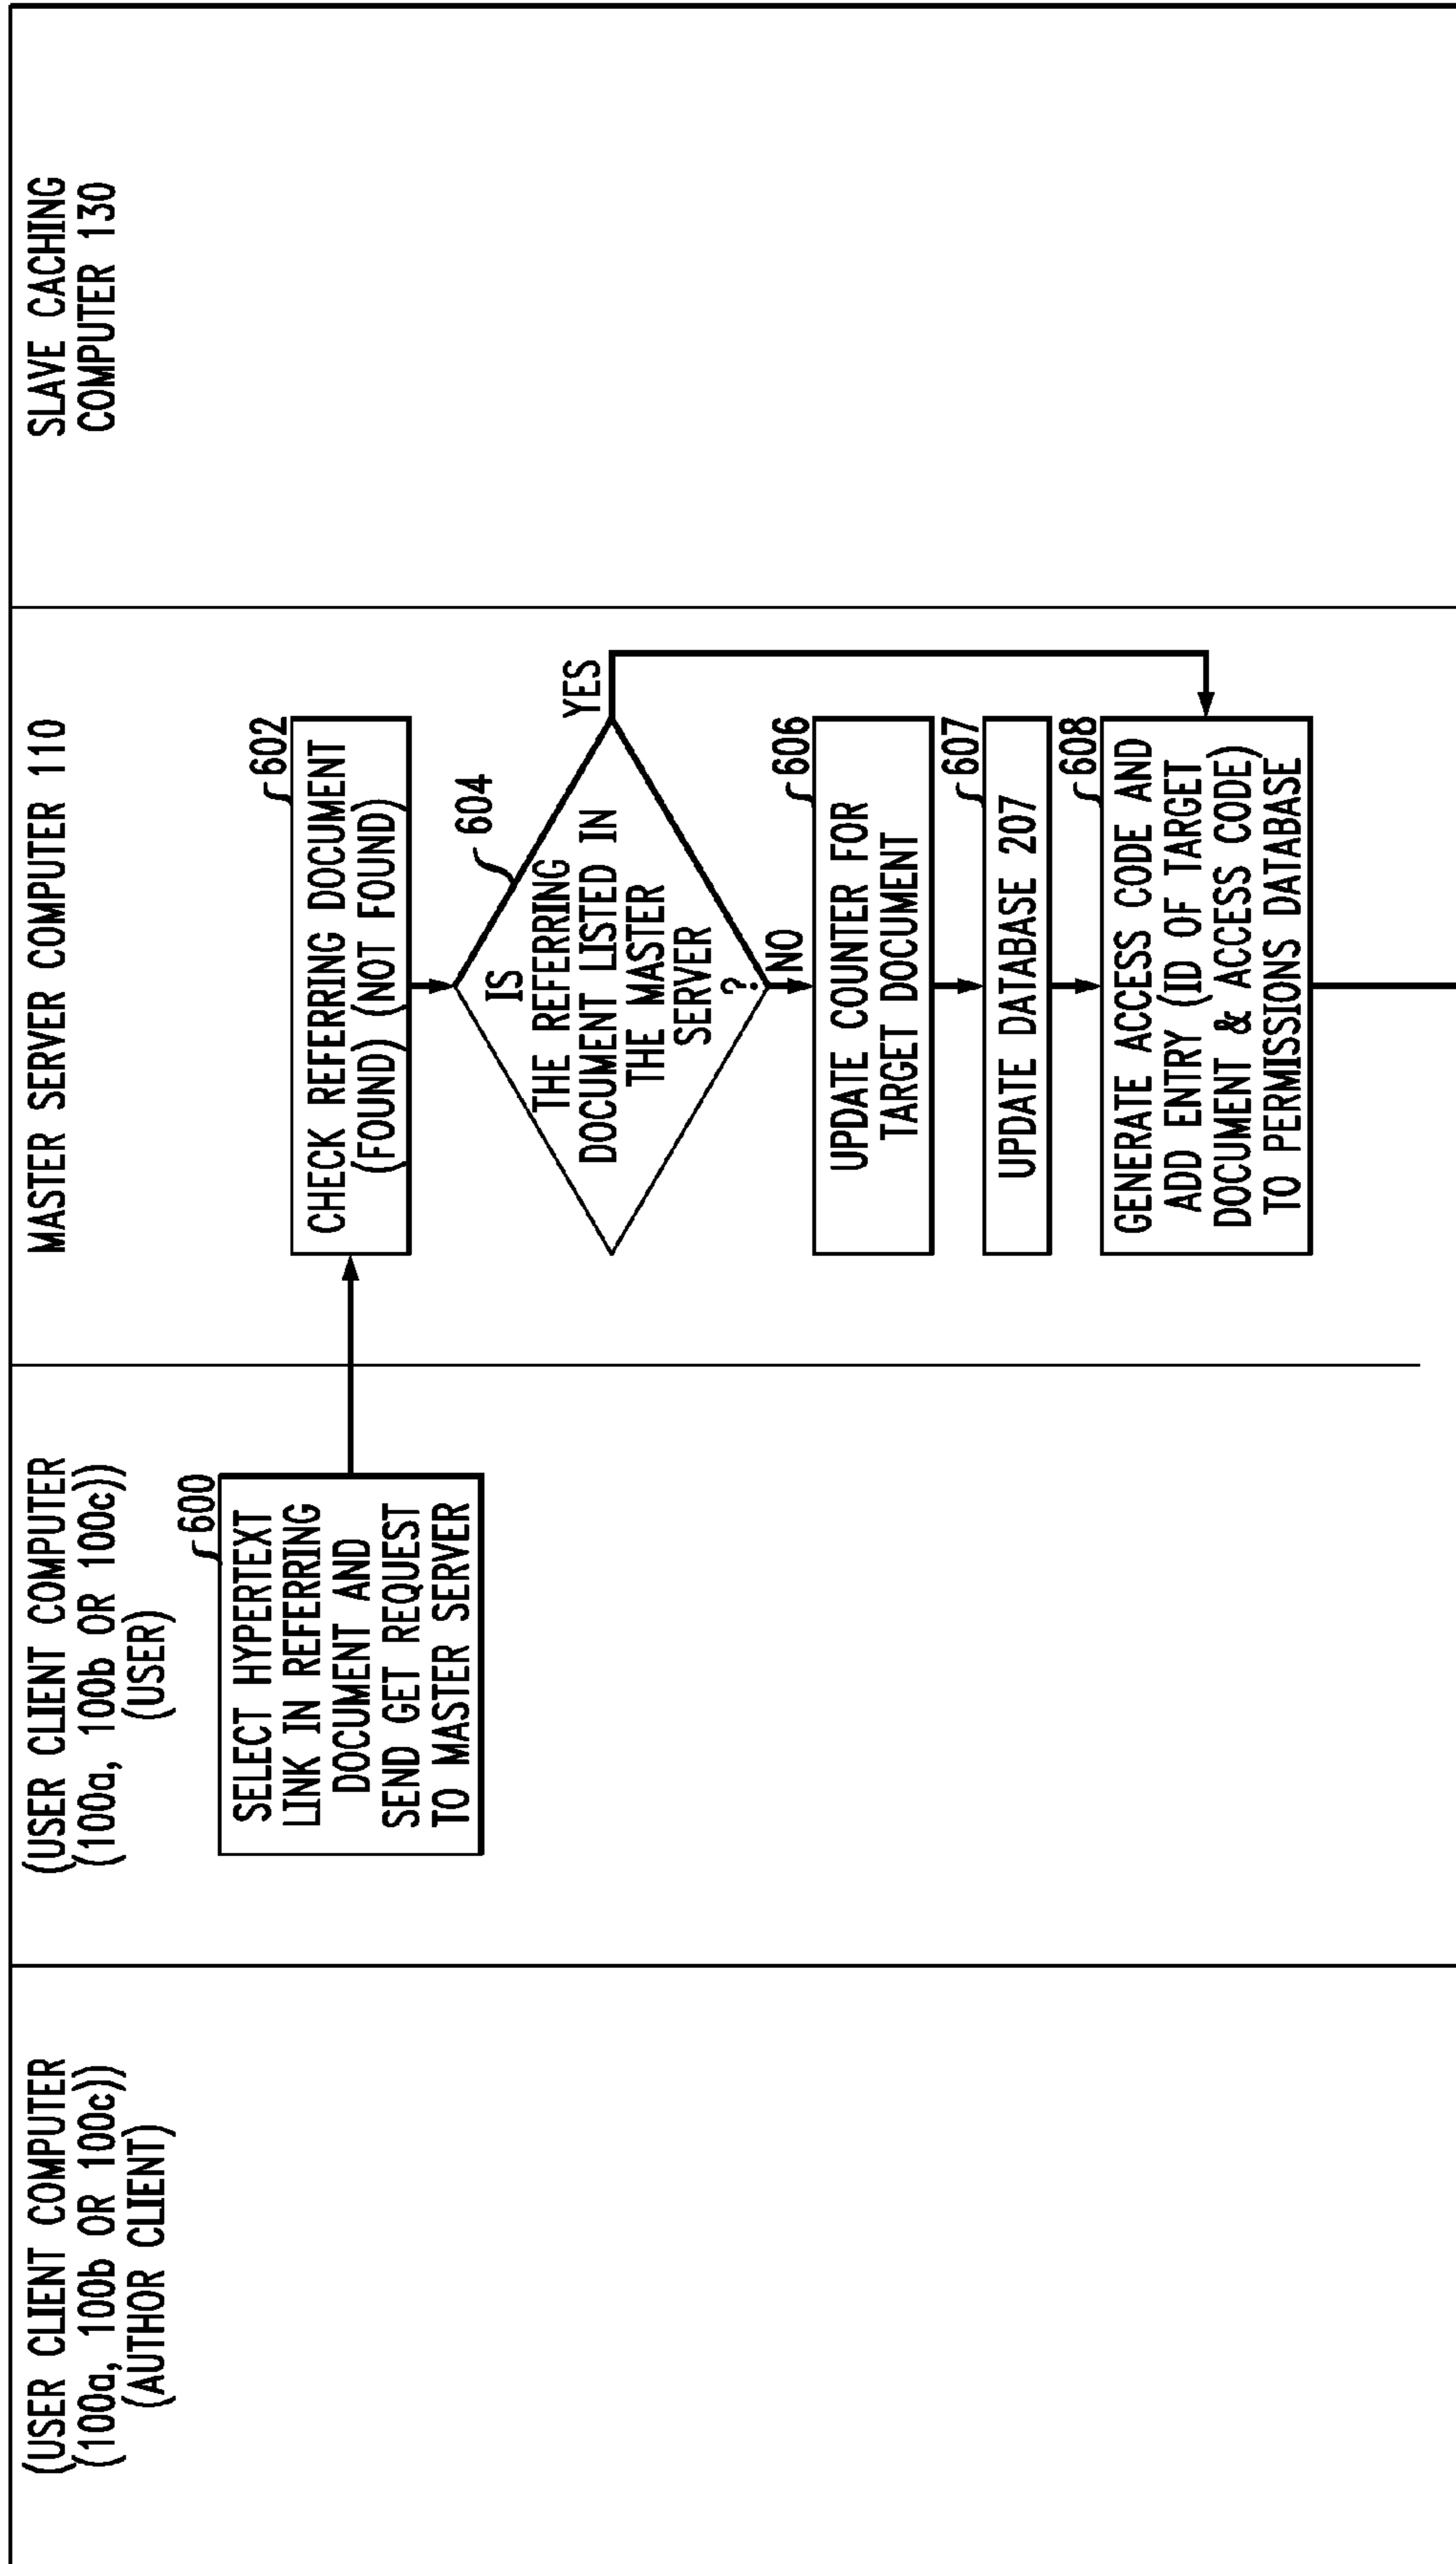 (USER CLIENT COMPUTER
(100a, 100b OR 100c))
(AUTHOR CLIENT)
(USER CLIENT COMPUTER
(100a, 100b OR 100c))
(USER)
MASTER SERVER COMPUTER 110
SLAVE CACHING
COMPUTER 130
600
SELECT HYPERTEXT
LINK IN REFERRING
DOCUMENT AND
SEND GET REQUEST
TO MASTER SERVER
602
CHECK REFERRING DOCUMENT
(FOUND) (NOT FOUND)
604
IS
THE REFERRING
DOCUMENT LISTED IN
THE MASTER
SERVER
?
YES
NO
606
UPDATE COUNTER FOR
TARGET DOCUMENT
607
UPDATE DATABASE 207
608
GENERATE ACCESS CODE AND
ADD ENTRY (ID OF TARGET
DOCUMENT & ACCESS CODE)
TO PERMISSIONS DATABASE